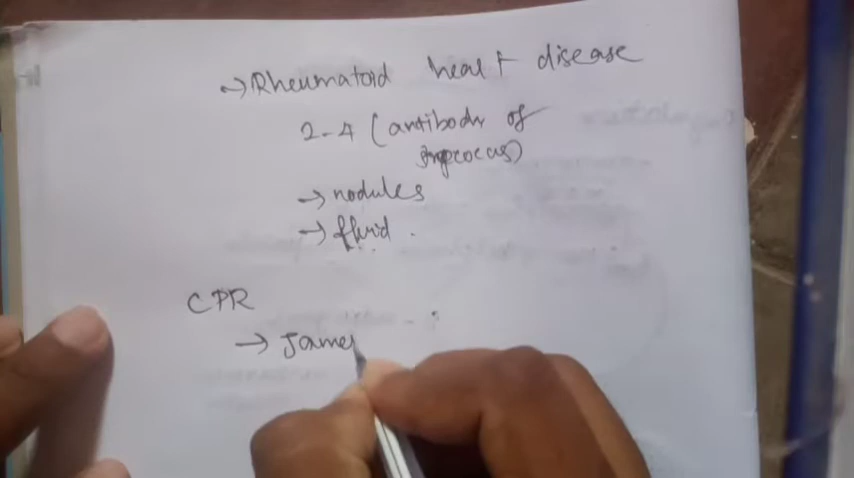 → Rheumatoid heart disease
2-4 (antibody of
→ nodules
→ fluid.
CPR
→ James